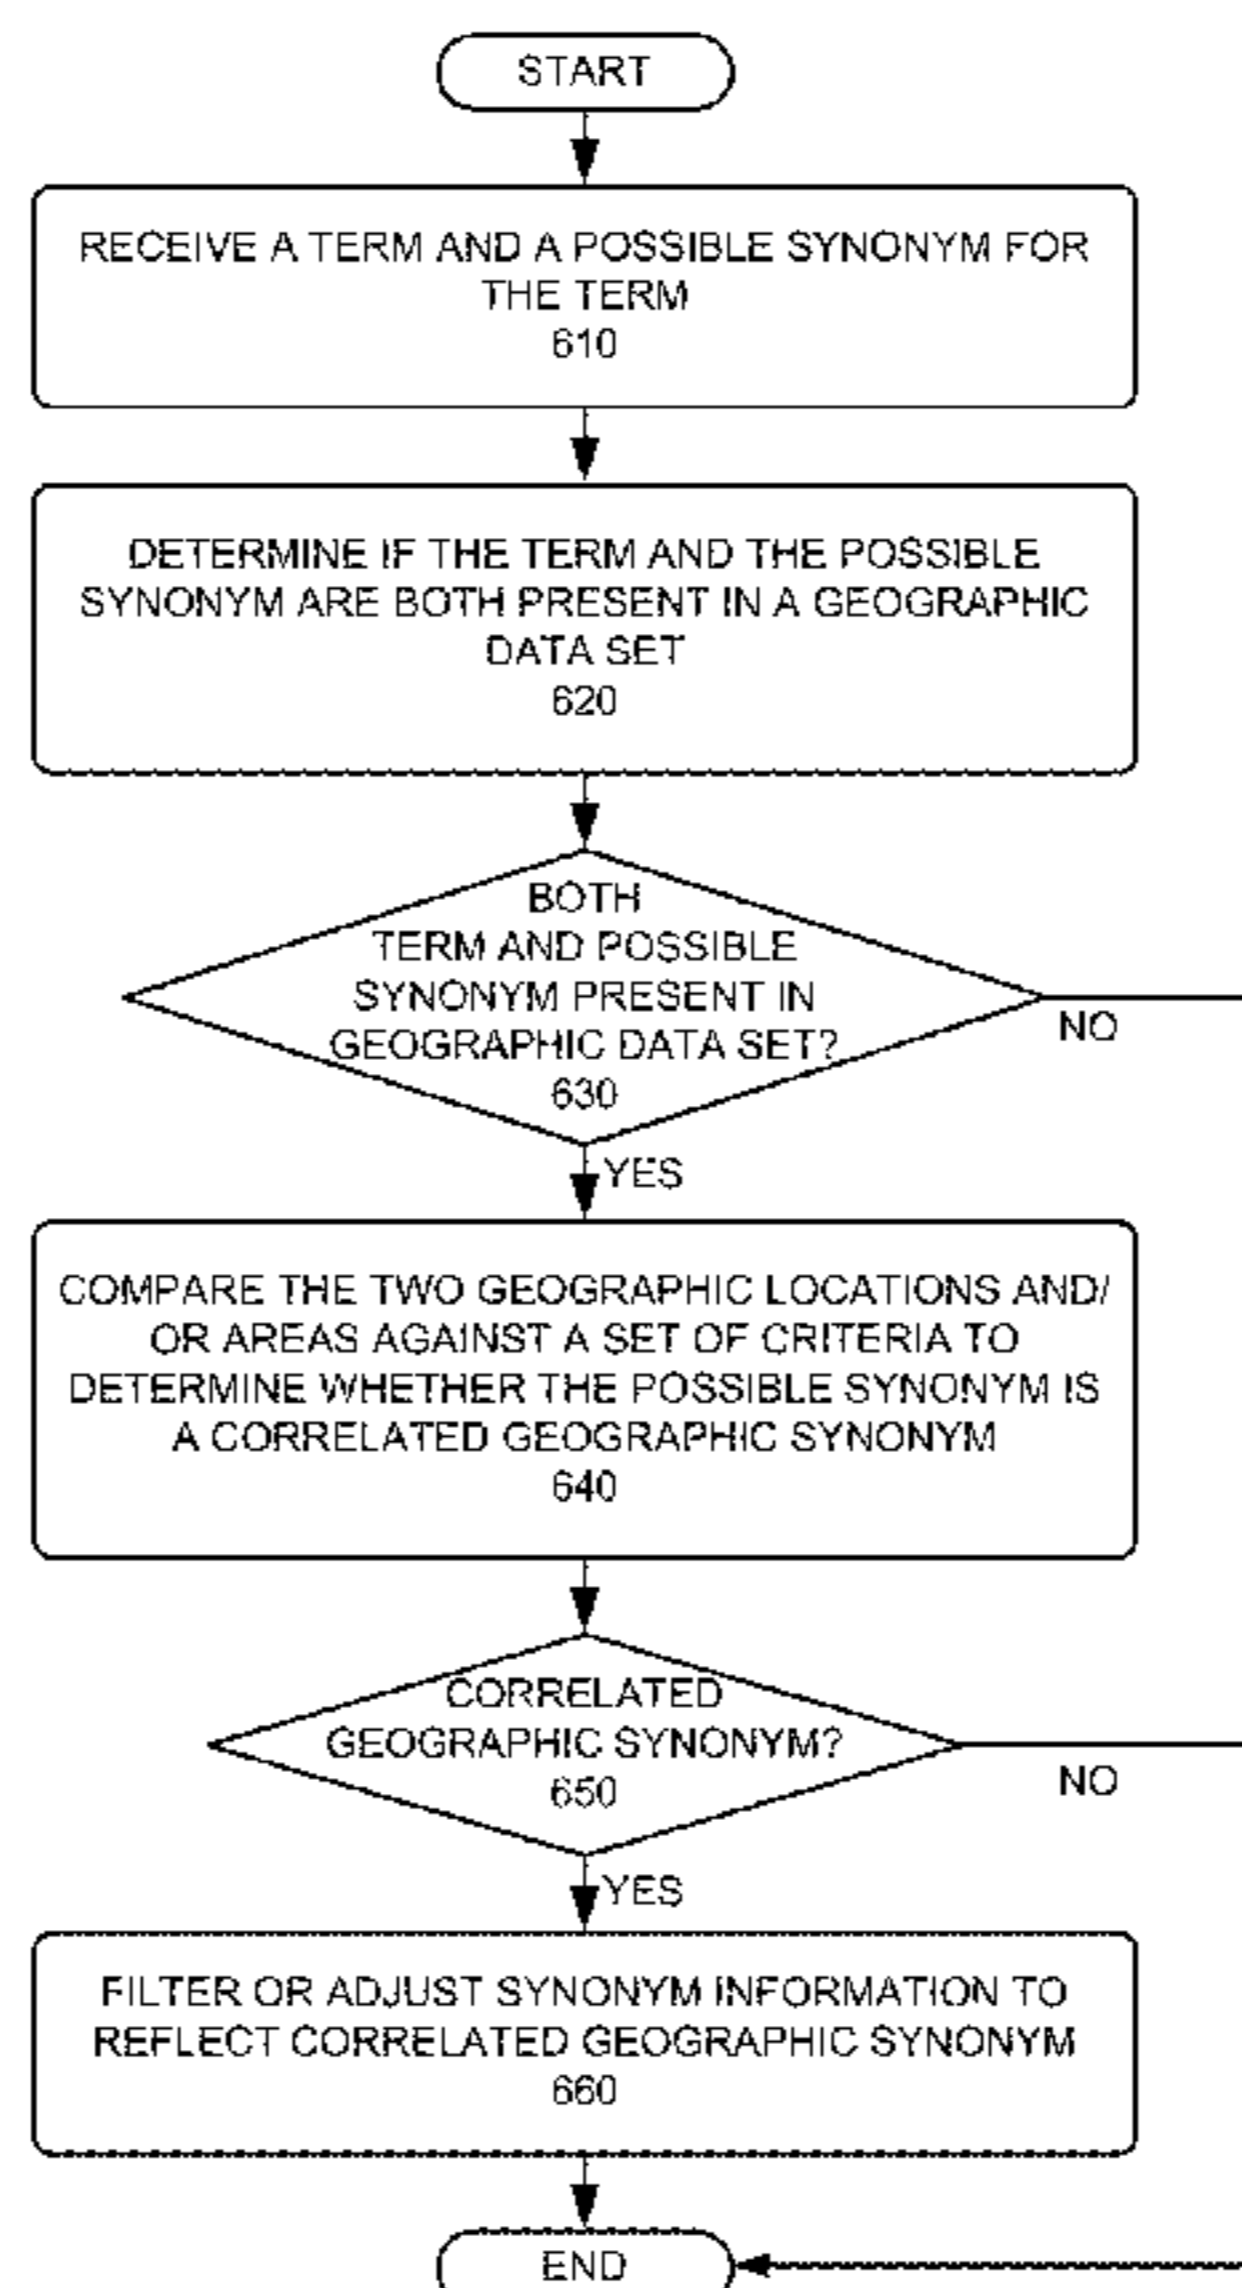 START
RECEIVE A TERM AND A POSSIBLE SYNONYM FOR
THE TERM
610
DETERMINE IF THE TERM AND THE POSSIBLE
SYNONYM ARE BOTH PRESENT IN A GEOGRAPHIC
DATA SET
620
BOTH
TERM AND POSSIBLE
SYNONYM PRESENT IN
GEOGRAPHIC DATA SET?
630
NO
YES
COMPARE THE TWO GEOGRAPHIC LOCATIONS AND/
OR AREAS AGAINST A SET OF CRITERIA TO
DETERMINE WHETHER THE POSSIBLE SYNONYM IS
A CORRELATED GEOGRAPHIC SYNONYM
640
CORRELATED
GEOGRAPHIC SYNONYM?
650
NO
YES
FILTER OR ADJUST SYNONYM INFORMATION TO
REFLECT CORRELATED GEOGRAPHIC SYNONYM
660
END